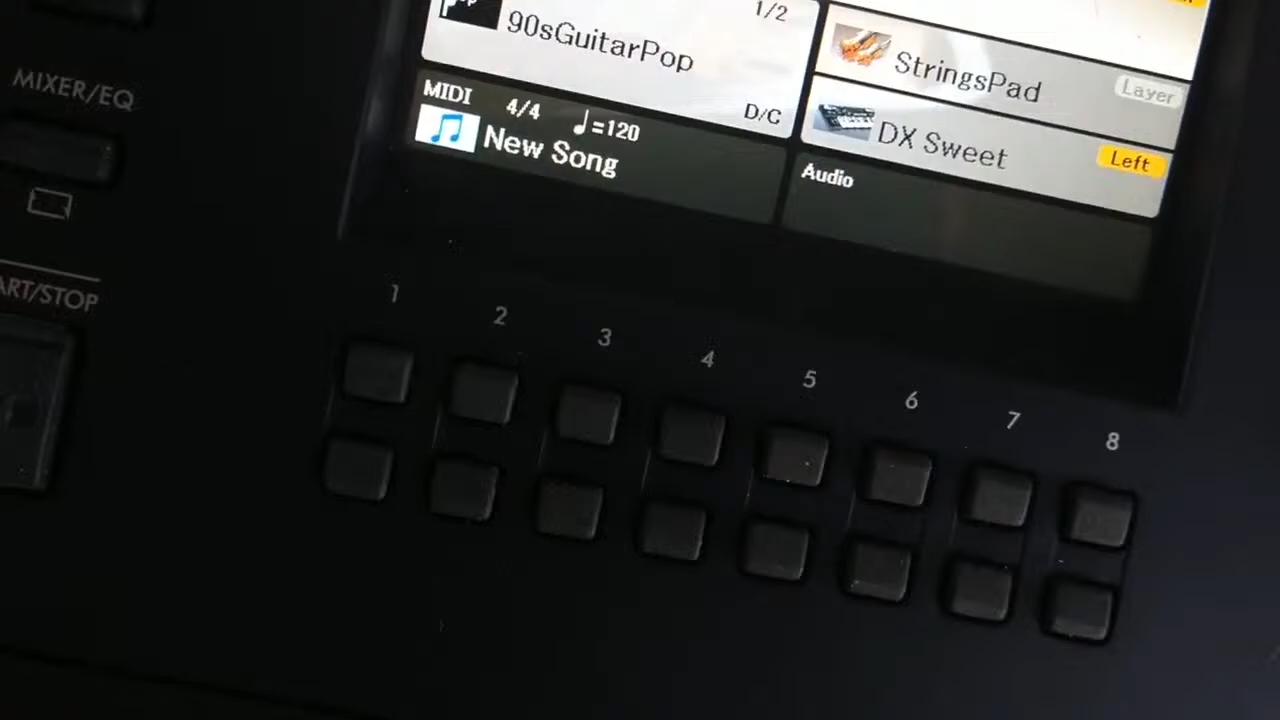 1/2
90sGuitarPop
D/C
StringsPad
Layer
DX Sweet
Left
MIDI
4/4 ♩=120
New Song
Audio
MIXER/EQ
ART/STOP
1 2 3 4 5 6 7 8